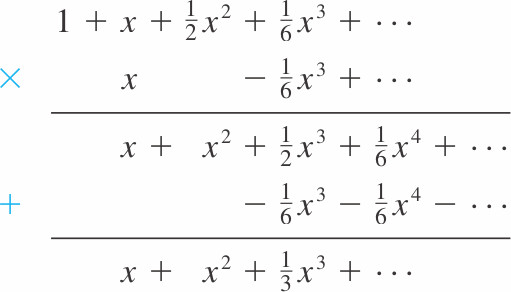 1 + x + ½x² + ⅙x³ + ⋯
× x − ⅙x³ + ⋯
x + x² + ½x³ + ⅙x⁴ + ⋯
+ − ⅙x³ − ⅙x⁴ − ⋯
x + x² + ⅓x³ + ⋯